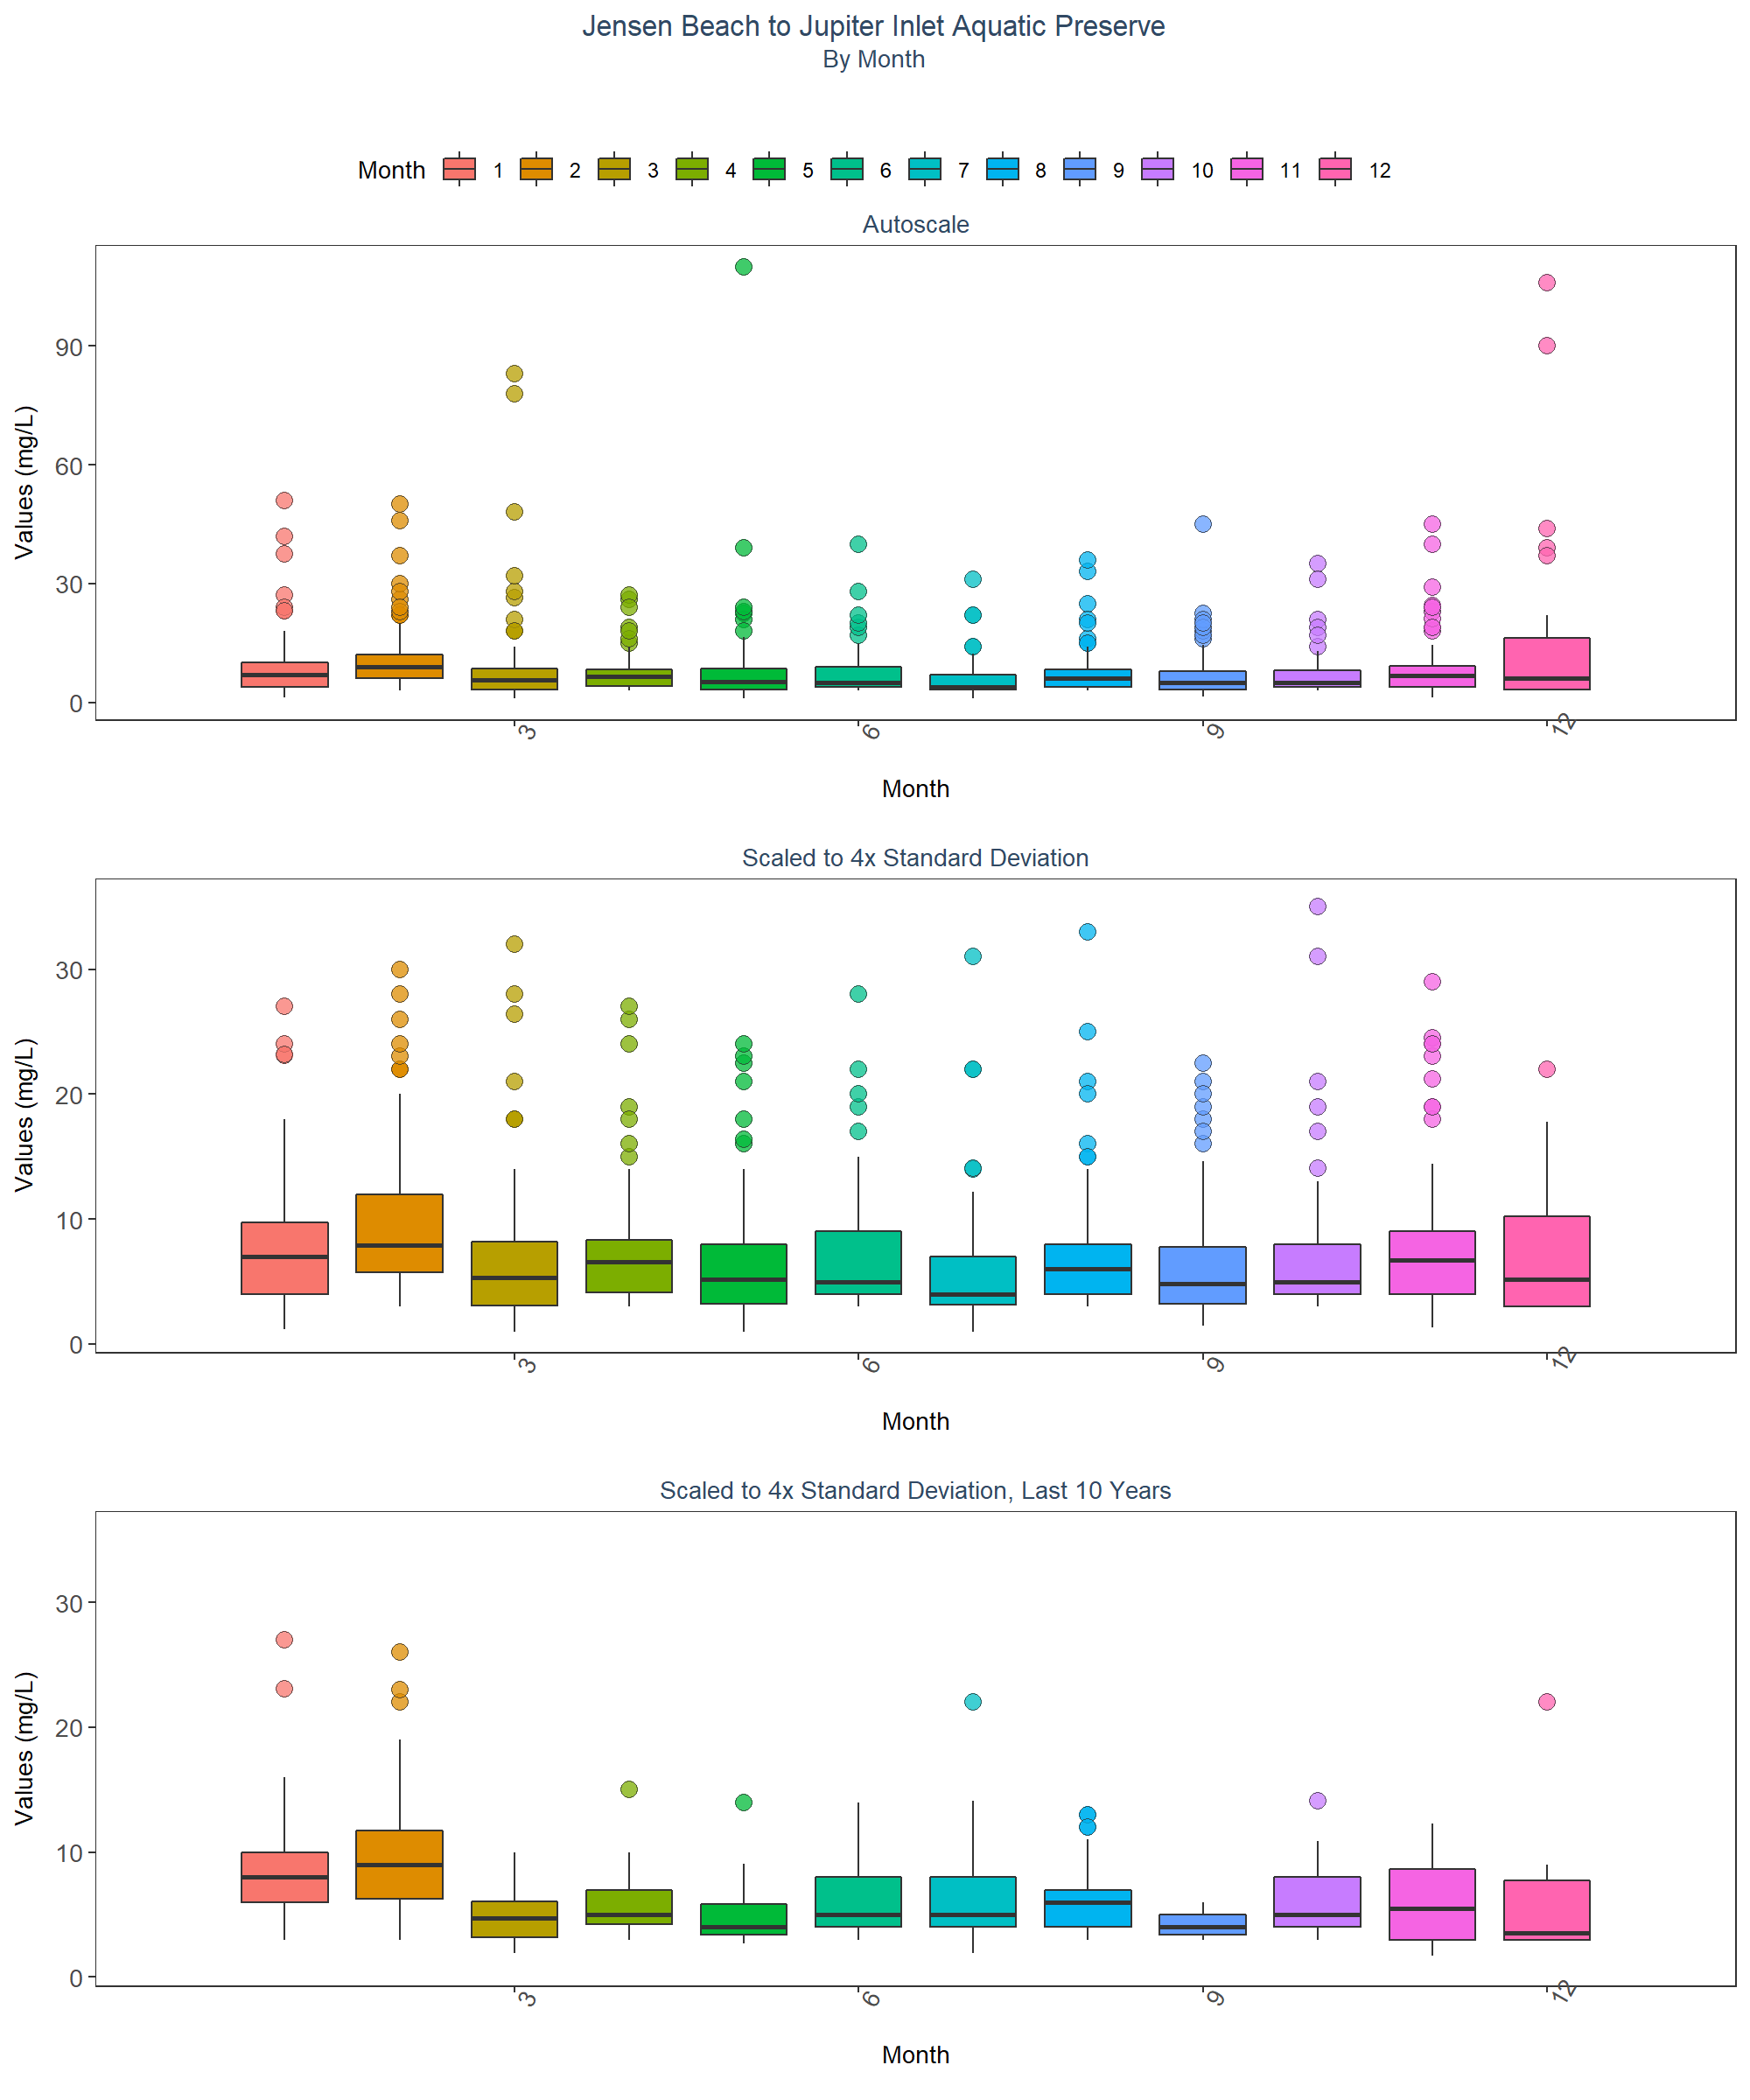 Jensen Beach to Jupiter Inlet Aquatic Preserve
By Month
Month 1 2 3 4 5 6 7 8 9 10 11 12
Autoscale
Values (mg/L)
90
60
30
0
3 6 9 12
Month
Scaled to 4x Standard Deviation
Values (mg/L)
30
20
10
0
3 6 9 12
Month
Scaled to 4x Standard Deviation, Last 10 Years
Values (mg/L)
30
20
10
0
3 6 9 12
Month